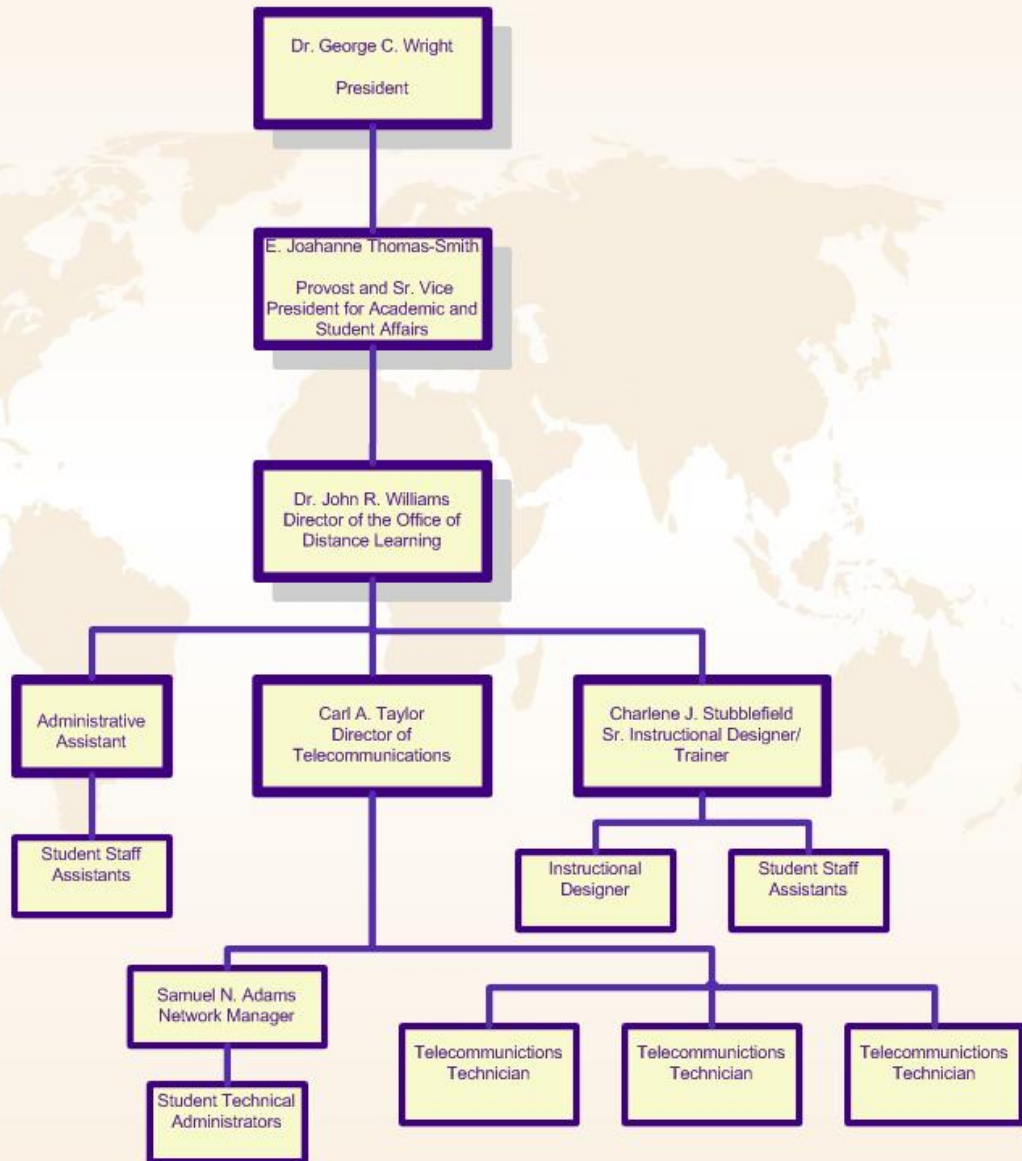 Dr. George C. Wright
President
E. Joahanne Thomas-Smith
Provost and Sr. Vice
President for Academic and
Student Affairs
Dr. John R. Williams
Director of the Office of
Distance Learning
Administrative
Assistant
Carl A. Taylor
Director of
Telecommunications
Charlene J. Stubblefield
Sr. Instructional Designer/
Trainer
Student Staff
Assistants
Instructional
Designer
Student Staff
Assistants
Samuel N. Adams
Network Manager
Telecommunictions
Technician
Telecommunictions
Technician
Telecommunictions
Technician
Student Technical
Administrators